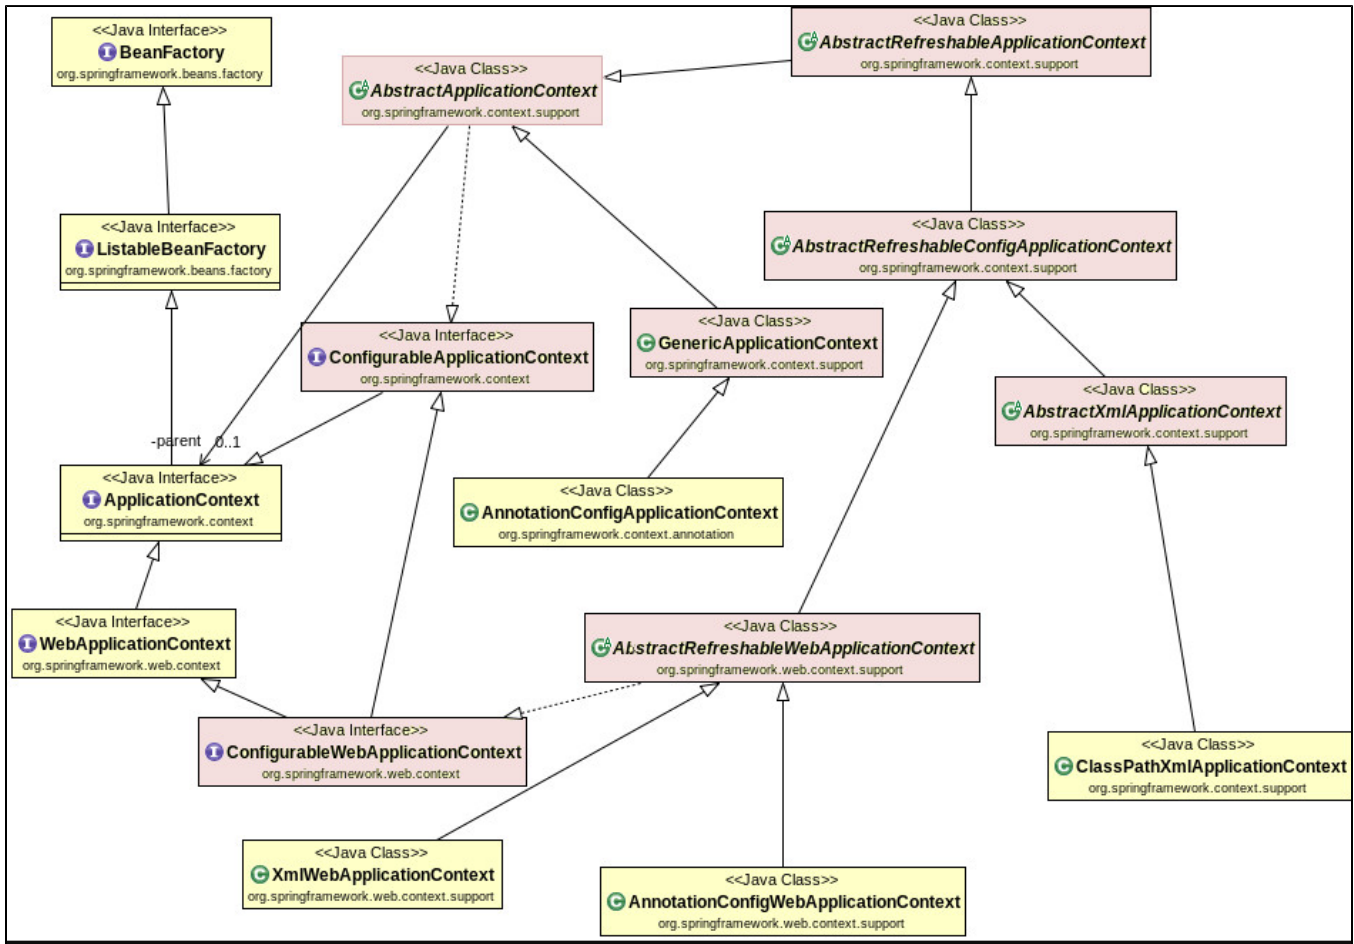 <<Java Interface>>
BeanFactory
org.springframework.beans.factory
<<Java Class>>
AbstractApplicationContext
org.springframework.context.support
<<Java Class>>
AbstractRefreshableApplicationContext
org.springframework.context.support
<<Java Interface>>
ListableBeanFactory
org.springframework.beans.factory
<<Java Class>>
AbstractRefreshableConfigApplicationContext
org.springframework.context.support
<<Java Interface>>
ConfigurableApplicationContext
org.springframework.context
<<Java Class>>
GenericApplicationContext
org.springframework.context.support
<<Java Class>>
AbstractXmlApplicationContext
org.springframework.context.support
-parent 0..1
<<Java Interface>>
ApplicationContext
org.springframework.context
<<Java Class>>
AnnotationConfigApplicationContext
org.springframework.context.annotation
<<Java Interface>>
WebApplicationContext
org.springframework.web.context
<<Java Class>>
AbstractRefreshableWebApplicationContext
org.springframework.web.context.support
<<Java Interface>>
ConfigurableWebApplicationContext
org.springframework.web.context
<<Java Class>>
ClassPathXmlApplicationContext
org.springframework.context.support
<<Java Class>>
XmlWebApplicationContext
org.springframework.web.context.support
<<Java Class>>
AnnotationConfigWebApplicationContext
org.springframework.web.context.support